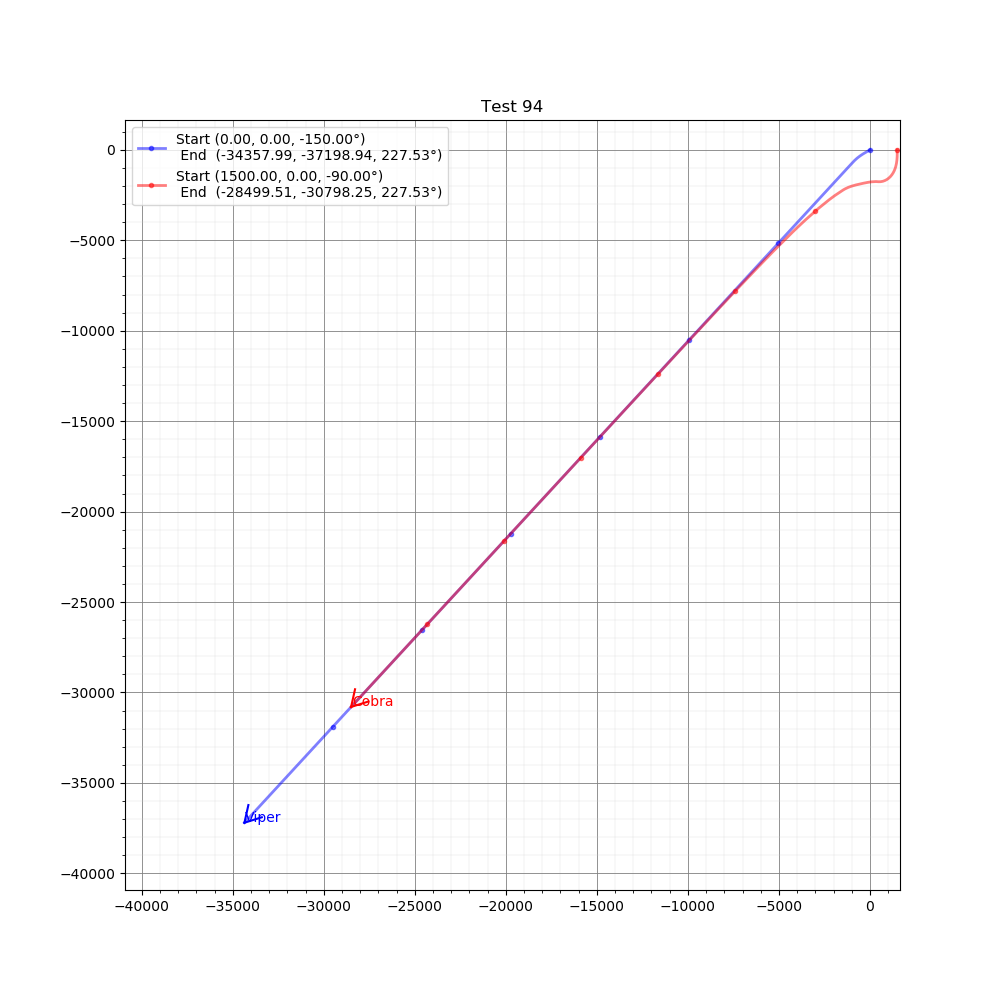 Test 94
Start (0.00, 0.00, -150.00°)
End (-34357.99, -37198.94, 227.53°)
Start (1500.00, 0.00, -90.00°)
End (-28499.51, -30798.25, 227.53°)
0
−5000
−10000
−15000
−20000
−25000
−30000
−35000
−40000
Cobra
Viper
−40000 −35000 −30000 −25000 −20000 −15000 −10000 −5000 0